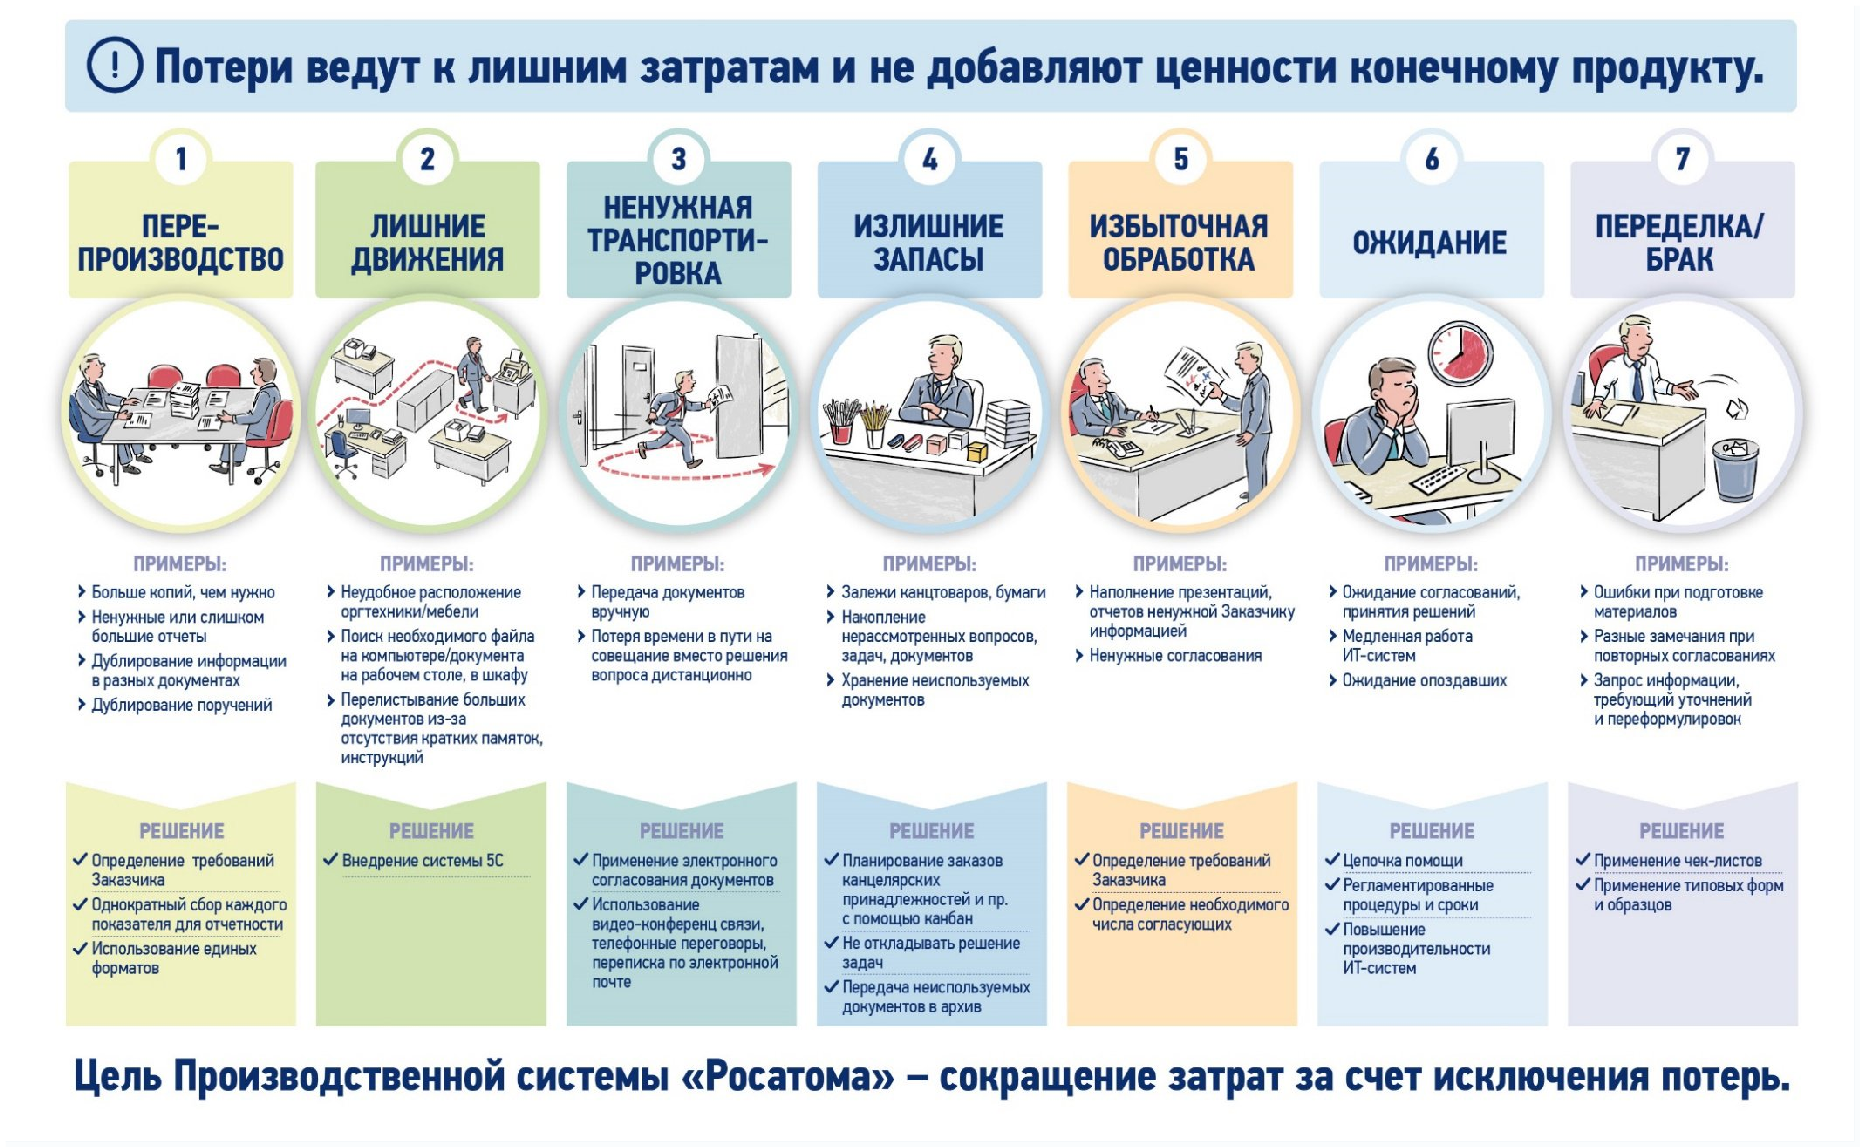 ! Потери ведут к лишним затратам и не добавляют ценности конечному продукту.
1
ПЕРЕ-
ПРОИЗВОДСТВО
ПРИМЕРЫ:
Больше копий, чем нужно
Ненужные или слишком
большие отчеты
Дублирование информации
в разных документах
Дублирование поручений
РЕШЕНИЕ
Определение требований
Заказчика
Однократный сбор каждого
показателя для отчетности
Использование единых
форматов
2
ЛИШНИЕ
ДВИЖЕНИЯ
ПРИМЕРЫ:
Неудобное расположение
оргтехники/мебели
Поиск необходимого файла
на компьютере/документа
на рабочем столе, в шкафу
Перелистывание больших
документов из-за
отсутствия кратких памяток,
инструкций
РЕШЕНИЕ
Внедрение системы 5С
3
НЕНУЖНАЯ
ТРАНСПОРТИ-
РОВКА
ПРИМЕРЫ:
Передача документов
вручную
Потеря времени в пути на
совещание вместо решения
вопроса дистанционно
РЕШЕНИЕ
Применение электронного
согласования документов
Использование
видео-конференц связи,
телефонные переговоры,
переписка по электронной
почте
4
ИЗЛИШНИЕ
ЗАПАСЫ
ПРИМЕРЫ:
Залежи канцтоваров, бумаги
Накопление
нерассмотренных вопросов,
задач, документов
Хранение неиспользуемых
документов
РЕШЕНИЕ
Планирование заказов
канцелярских
принадлежностей и пр.
с помощью канбан
Не откладывать решение
задач
Передача неиспользуемых
документов в архив
5
ИЗБЫТОЧНАЯ
ОБРАБОТКА
ПРИМЕРЫ:
Наполнение презентаций,
отчетов ненужной Заказчику
информацией
Ненужные согласования
РЕШЕНИЕ
Определение требований
Заказчика
Определение необходимого
числа согласующих
6
ОЖИДАНИЕ
ПРИМЕРЫ:
Ожидание согласований,
принятия решений
Медленная работа
ИТ-систем
Ожидание опоздавших
РЕШЕНИЕ
Цепочка помощи
Регламентированные
процедуры и сроки
Повышение
производительности
ИТ-систем
7
ПЕРЕДЕЛКА/
БРАК
ПРИМЕРЫ:
Ошибки при подготовке
материалов
Разные замечания при
повторных согласованиях
Запрос информации,
требующий уточнений
и переформулировок
РЕШЕНИЕ
Применение чек-листов
Применение типовых форм
и образцов
Цель Производственной системы «Росатома» – сокращение затрат за счет исключения потерь.